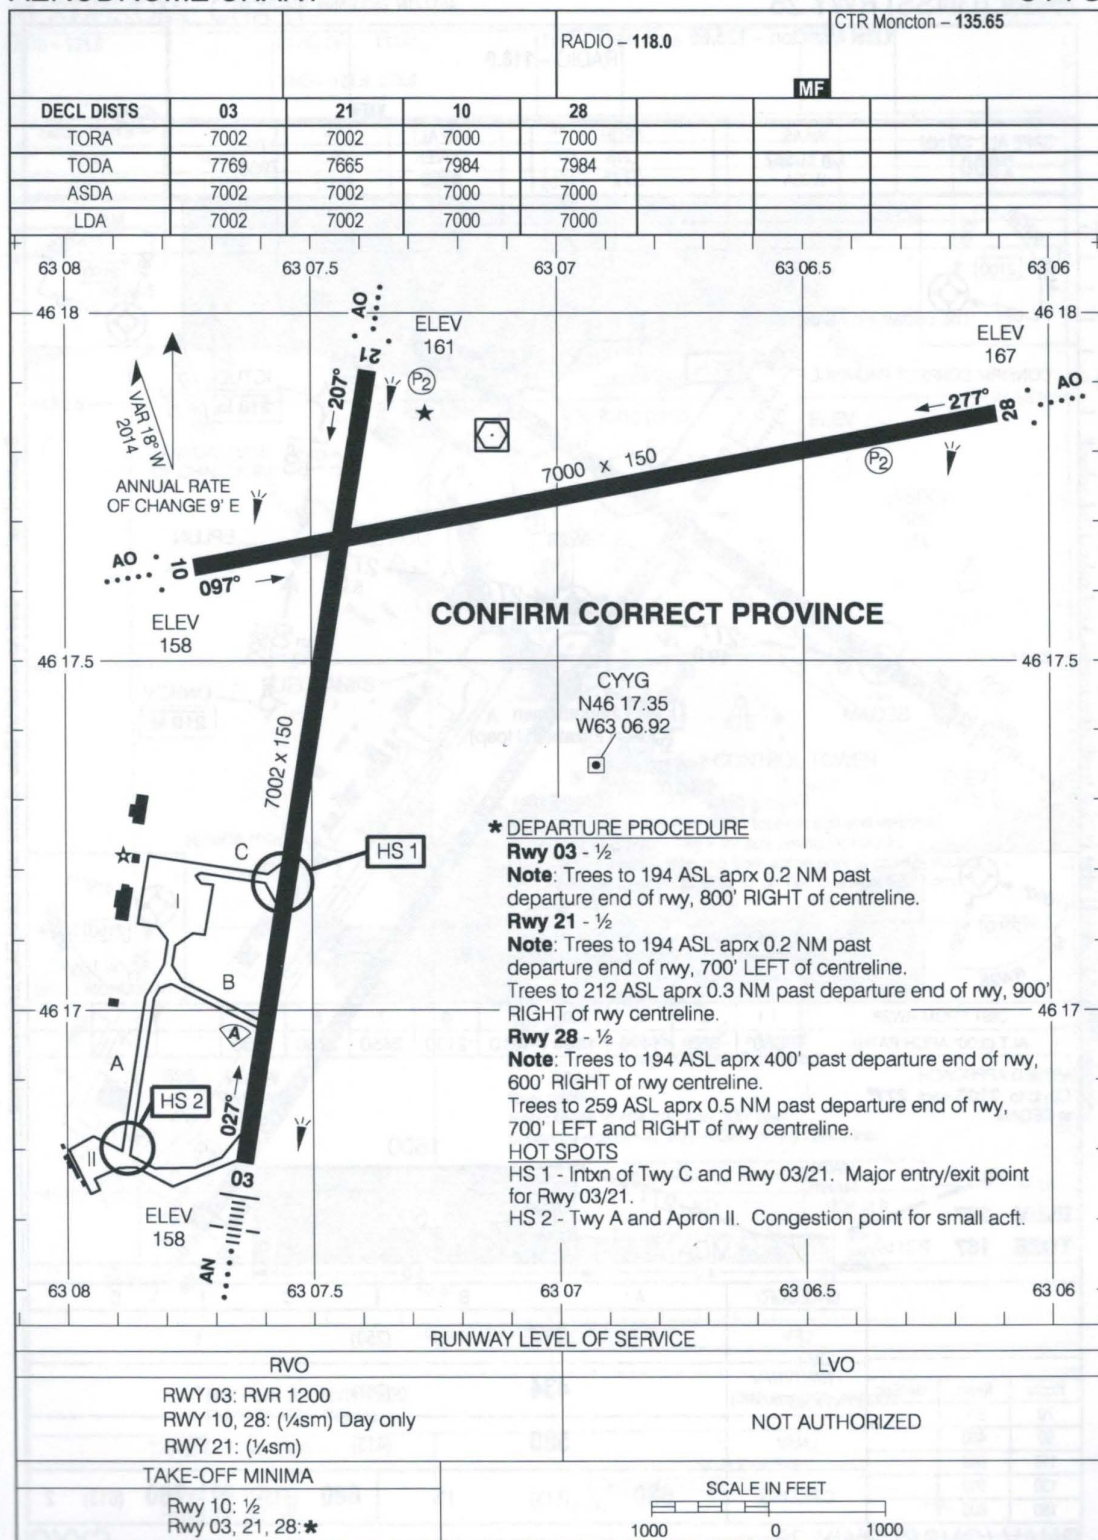 CTR Moncton – 135.65
RADIO – 118.0
MF
DECL DISTS 03 21 10 28
TORA 7002 7002 7000 7000
TODA 7769 7665 7984 7984
ASDA 7002 7002 7000 7000
LDA 7002 7002 7000 7000
63 08 63 07.5 63 07 63 06.5 63 06
46 18 46 18
AO
ELEV
161
21
P2
207°
ELEV
167
AO
277°
28
VAR 18° W
2014
ANNUAL RATE
OF CHANGE 9' E
7000 x 150
P2
AO
10
097°
ELEV
158
CONFIRM CORRECT PROVINCE
46 17.5 46 17.5
CYYG
N46 17.35
W63 06.92
7002 x 150
HS 1
C
I
B
A
A
HS 2
II
027°
03
ELEV
158
AN
46 17 46 17
* DEPARTURE PROCEDURE
Rwy 03 - ½
Note: Trees to 194 ASL aprx 0.2 NM past
departure end of rwy, 800' RIGHT of centreline.
Rwy 21 - ½
Note: Trees to 194 ASL aprx 0.2 NM past
departure end of rwy, 700' LEFT of centreline.
Trees to 212 ASL aprx 0.3 NM past departure end of rwy, 900'
RIGHT of rwy centreline.
Rwy 28 - ½
Note: Trees to 194 ASL aprx 400' past departure end of rwy,
600' RIGHT of rwy centreline.
Trees to 259 ASL aprx 0.5 NM past departure end of rwy,
700' LEFT and RIGHT of rwy centreline.
HOT SPOTS
HS 1 - Intxn of Twy C and Rwy 03/21. Major entry/exit point
for Rwy 03/21.
HS 2 - Twy A and Apron II. Congestion point for small acft.
63 08 63 07.5 63 07 63 06.5 63 06
RUNWAY LEVEL OF SERVICE
RVO LVO
RWY 03: RVR 1200
RWY 10, 28: (¼sm) Day only
RWY 21: (¼sm)
NOT AUTHORIZED
TAKE-OFF MINIMA
Rwy 10: ½
Rwy 03, 21, 28:*
SCALE IN FEET
1000 0 1000